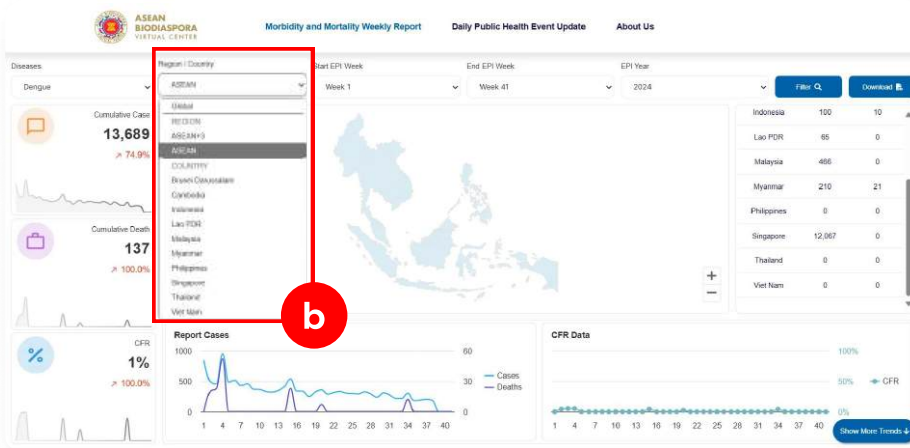 ASEAN
BIODIASPORA
VIRTUAL CENTER
Morbidity and Mortality Weekly Report
Daily Public Health Event Update
About Us
Diseases
Region / Country
Start EPI Week
End EPI Week
EPI Year
Dengue
ASEAN
Week 1
Week 41
2024
Filter
Download
Global
REGION
ASEAN+3
ASEAN
COUNTRY
Brunei Darussalam
Cambodia
Indonesia
Lao PDR
Malaysia
Myanmar
Philippines
Singapore
Thailand
Viet Nam
b
Cumulative Case
13,689
74.9%
Cumulative Death
137
100.0%
CFR
1%
100.0%
Indonesia 100 10
Lao PDR 65 0
Malaysia 466 0
Myanmar 210 21
Philippines 0 0
Singapore 12,067 0
Thailand 0 0
Viet Nam 0 0
+
−
Report Cases
1000
500
0
60
30
0
Cases
Deaths
1 4 7 10 13 16 19 22 25 28 31 34 37 40
CFR Data
100%
50%
0%
CFR
1 4 7 10 13 16 19 22 25 28 31 34 37 40
Show More Trends